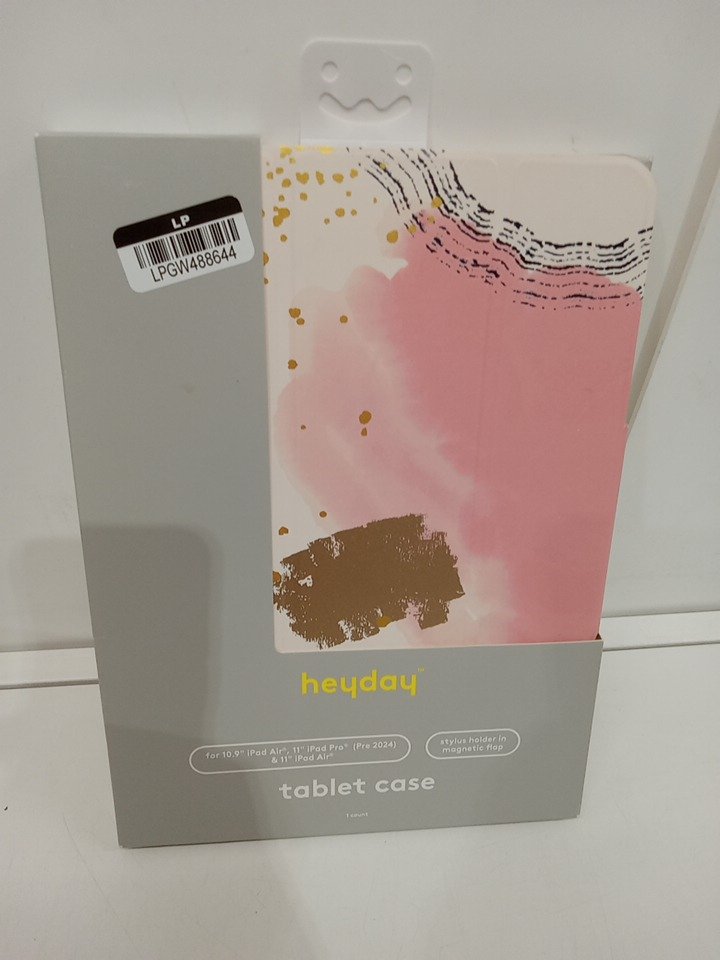 LP
LPGW488644
heyday™
for 10.9" iPad Air®, 11" iPad Pro® (Pre 2024)
& 11" iPad Air®
stylus holder in
magnetic flap
tablet case
1 count